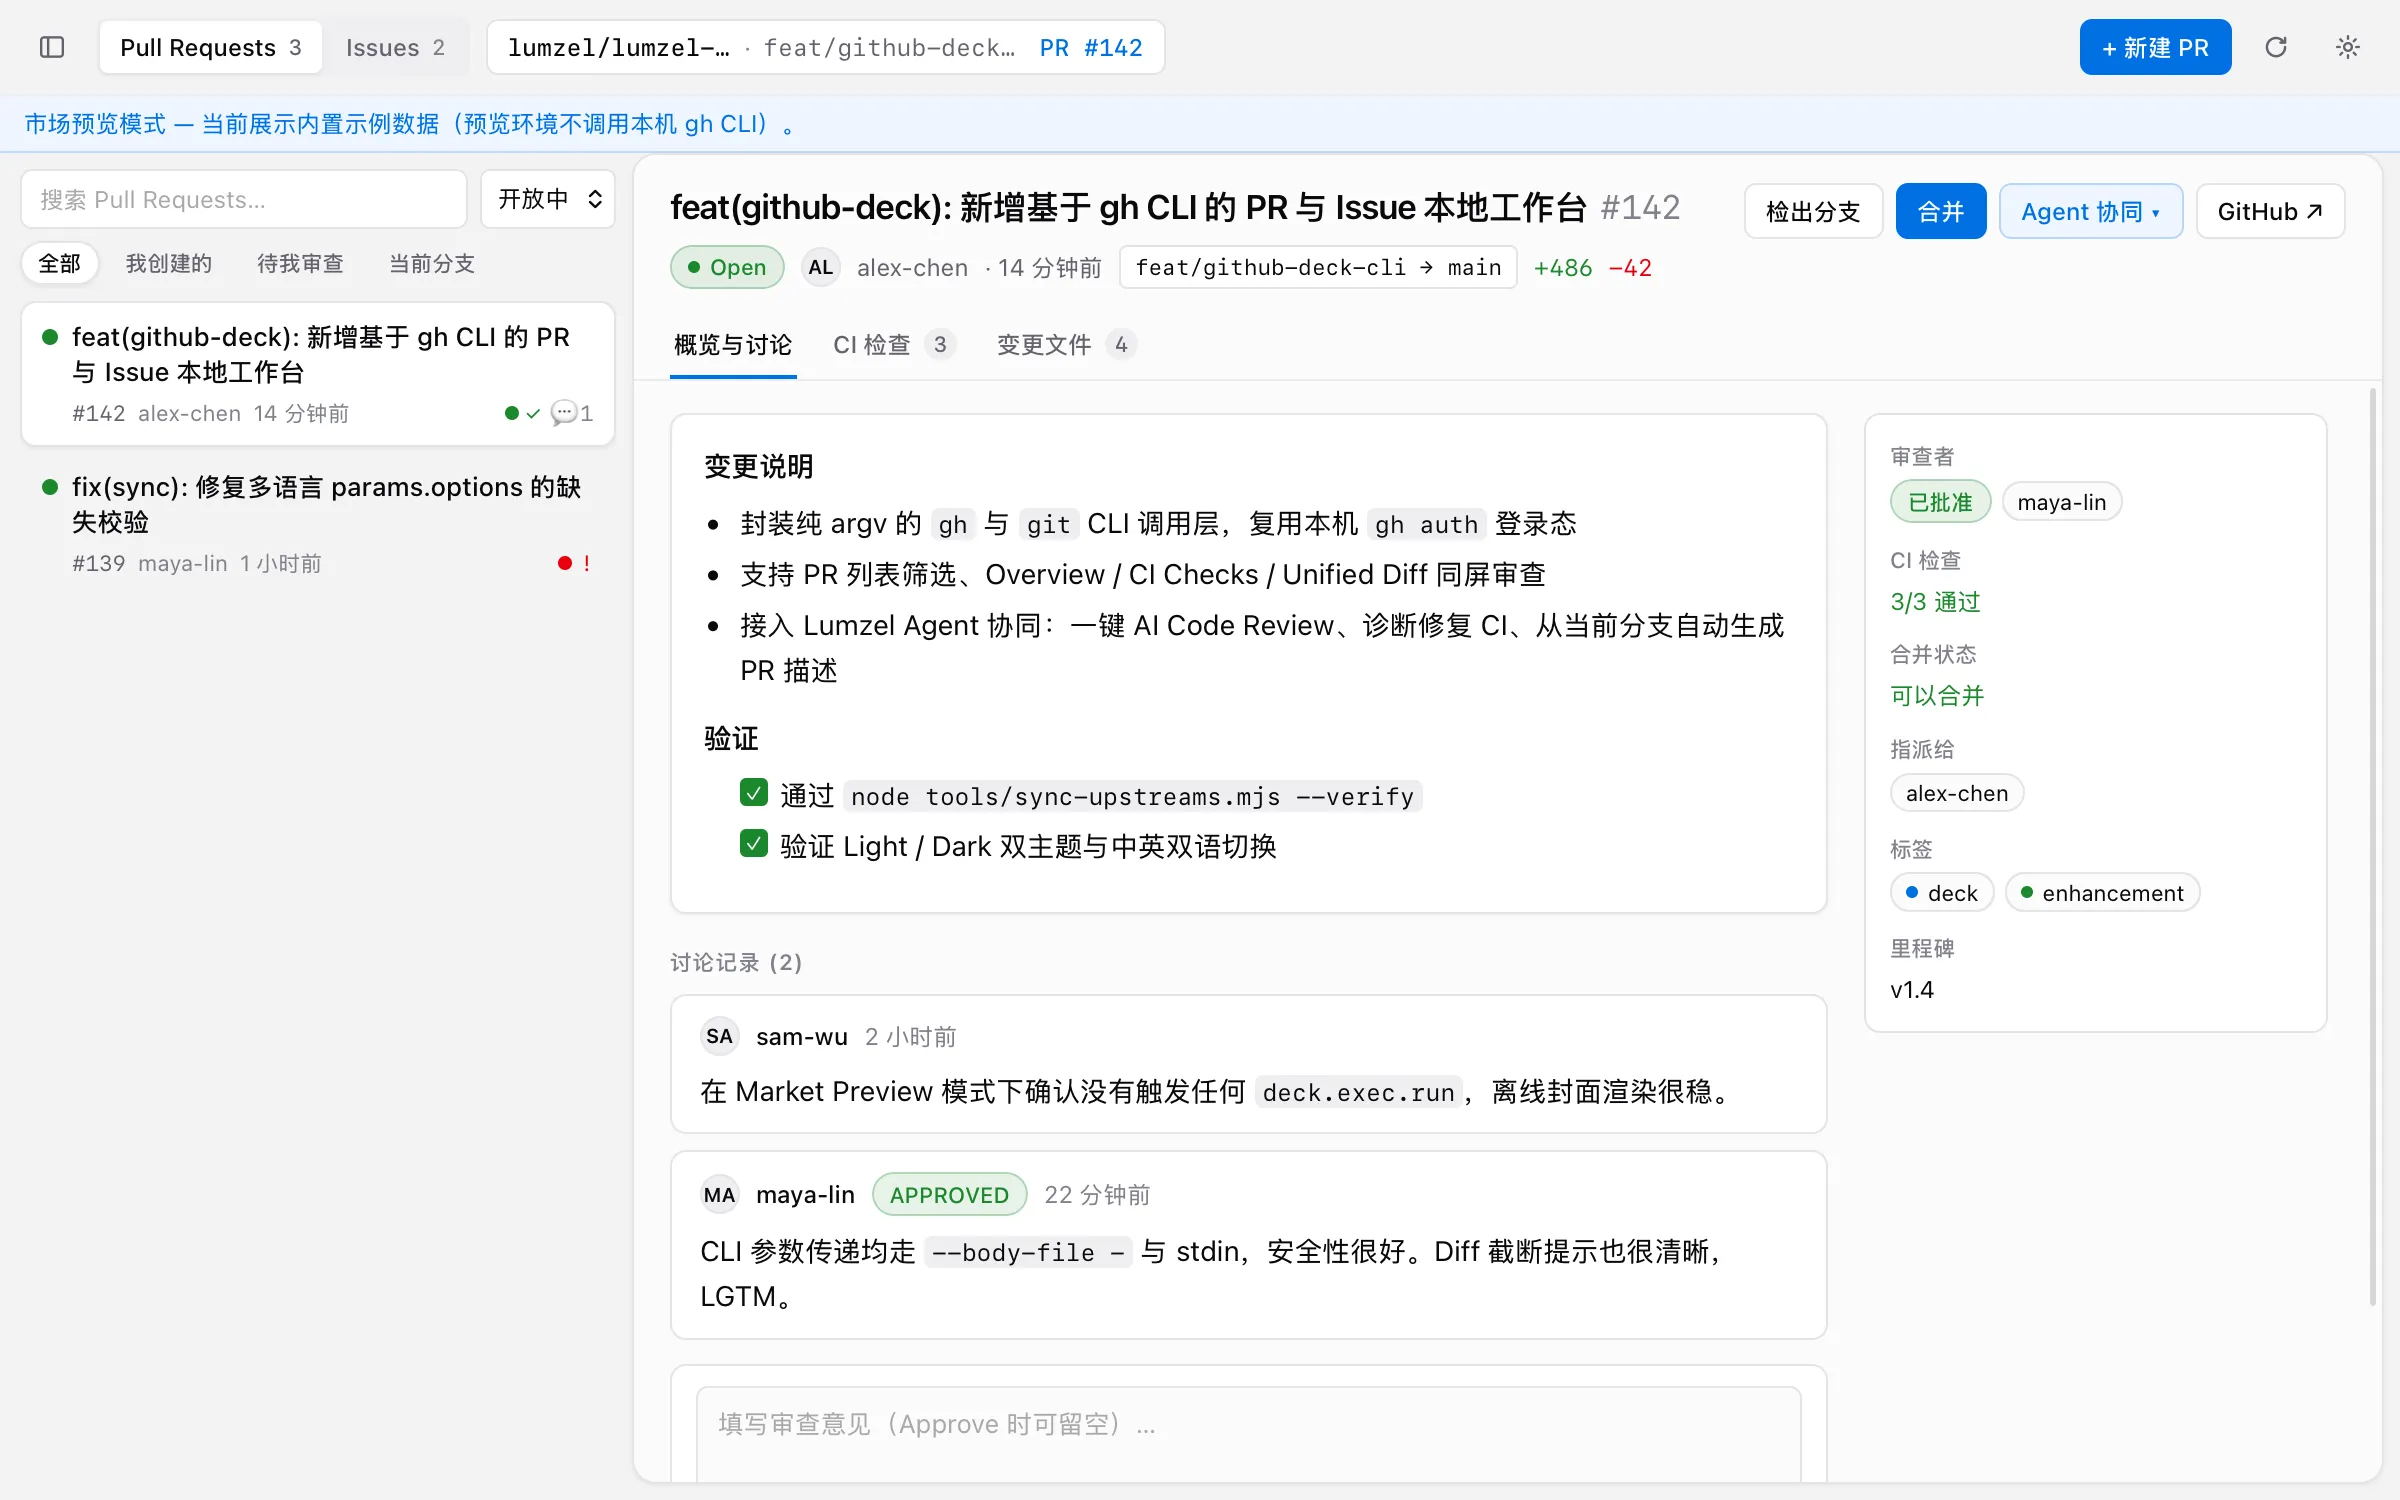 Pull Requests 3 Issues 2 lumzel/lumzel-… · feat/github-deck… PR #142 + 新建 PR
市场预览模式 — 当前展示内置示例数据（预览环境不调用本机 gh CLI）。
搜索 Pull Requests… 开放中
全部 我创建的 待我审查 当前分支
feat(github-deck): 新增基于 gh CLI 的 PR
与 Issue 本地工作台
#142 alex-chen 14 分钟前 ✓ 1
fix(sync): 修复多语言 params.options 的缺
失校验
#139 maya-lin 1 小时前 !
feat(github-deck): 新增基于 gh CLI 的 PR 与 Issue 本地工作台 #142 检出分支 合并 Agent 协同 ▾ GitHub ↗
Open AL alex-chen · 14 分钟前 feat/github-deck-cli → main +486 −42
概览与讨论 CI 检查 3 变更文件 4
变更说明
• 封装纯 argv 的 gh 与 git CLI 调用层，复用本机 gh auth 登录态
• 支持 PR 列表筛选、Overview / CI Checks / Unified Diff 同屏审查
• 接入 Lumzel Agent 协同：一键 AI Code Review、诊断修复 CI、从当前分支自动生成
PR 描述
验证
✓ 通过 node tools/sync-upstreams.mjs --verify
✓ 验证 Light / Dark 双主题与中英双语切换
讨论记录 (2)
SA sam-wu 2 小时前
在 Market Preview 模式下确认没有触发任何 deck.exec.run，离线封面渲染很稳。
MA maya-lin APPROVED 22 分钟前
CLI 参数传递均走 --body-file - 与 stdin，安全性很好。Diff 截断提示也很清晰，
LGTM。
填写审查意见（Approve 时可留空）…
审查者
已批准 maya-lin
CI 检查
3/3 通过
合并状态
可以合并
指派给
alex-chen
标签
deck enhancement
里程碑
v1.4